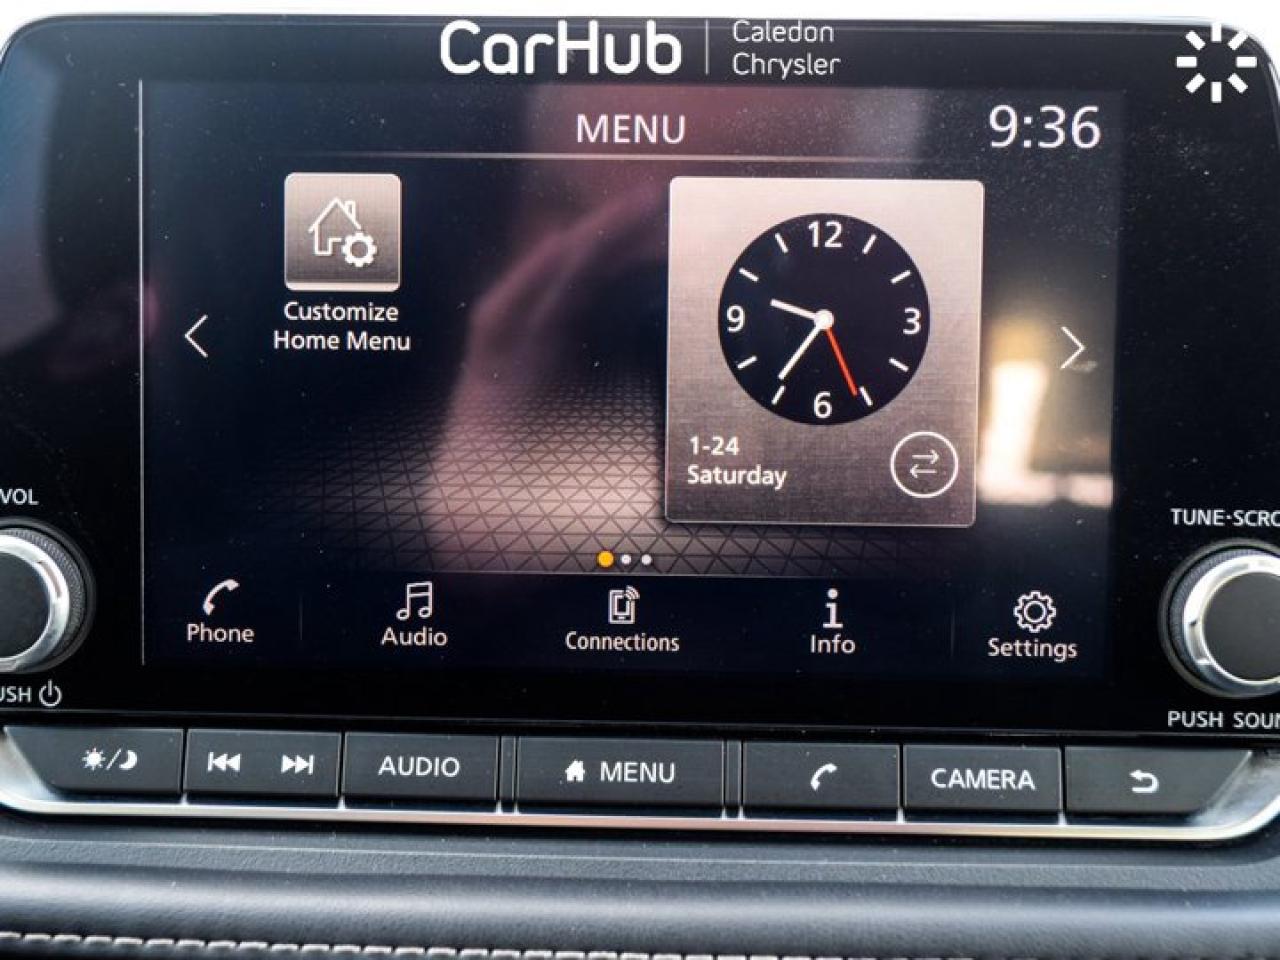 CarHub
Caledon
Chrysler
MENU
9:36
Customize
Home Menu
12
9
3
6
1-24
Saturday
VOL
TUNE·SCRO
Phone
Audio
Connections
Info
Settings
USH
PUSH SOUN
AUDIO
MENU
CAMERA